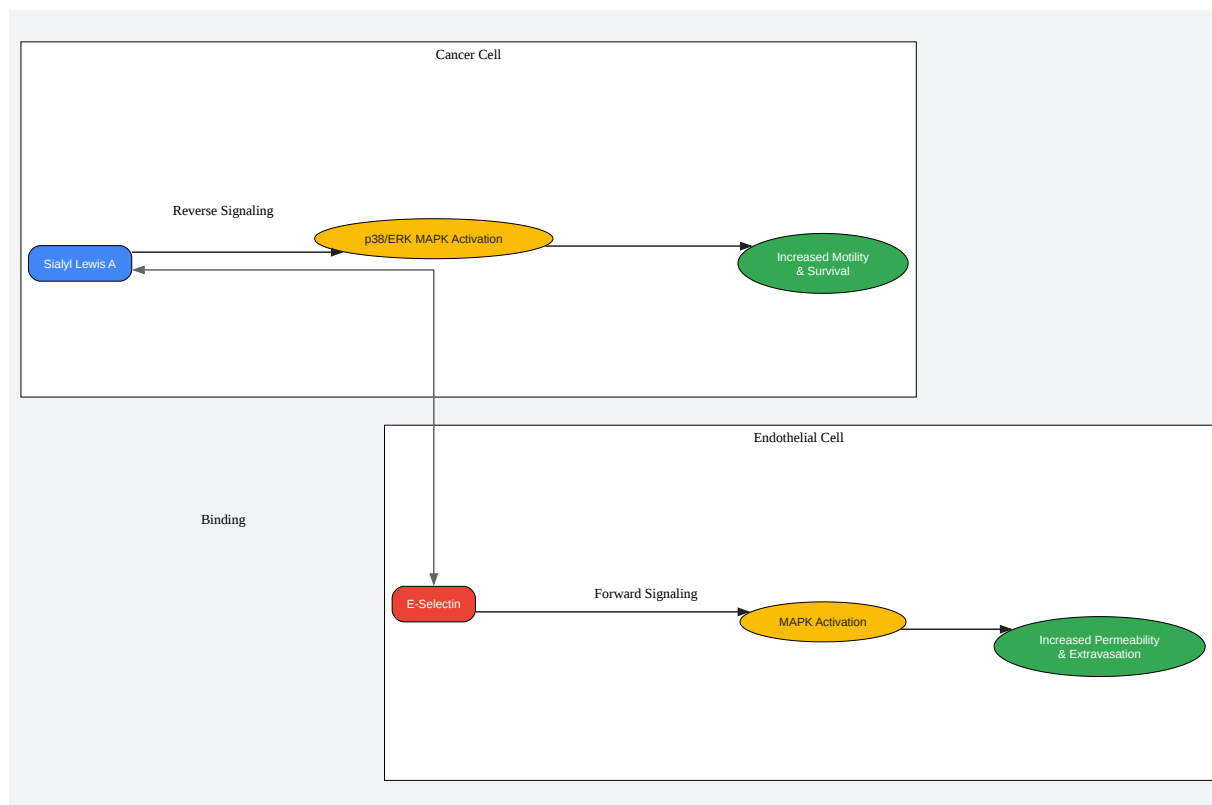 Cancer Cell
Reverse Signaling
p38/ERK MAPK Activation
Sialyl Lewis A
Increased Motility
& Survival
Endothelial Cell
Binding
Forward Signaling
E-Selectin
MAPK Activation
Increased Permeability
& Extravasation